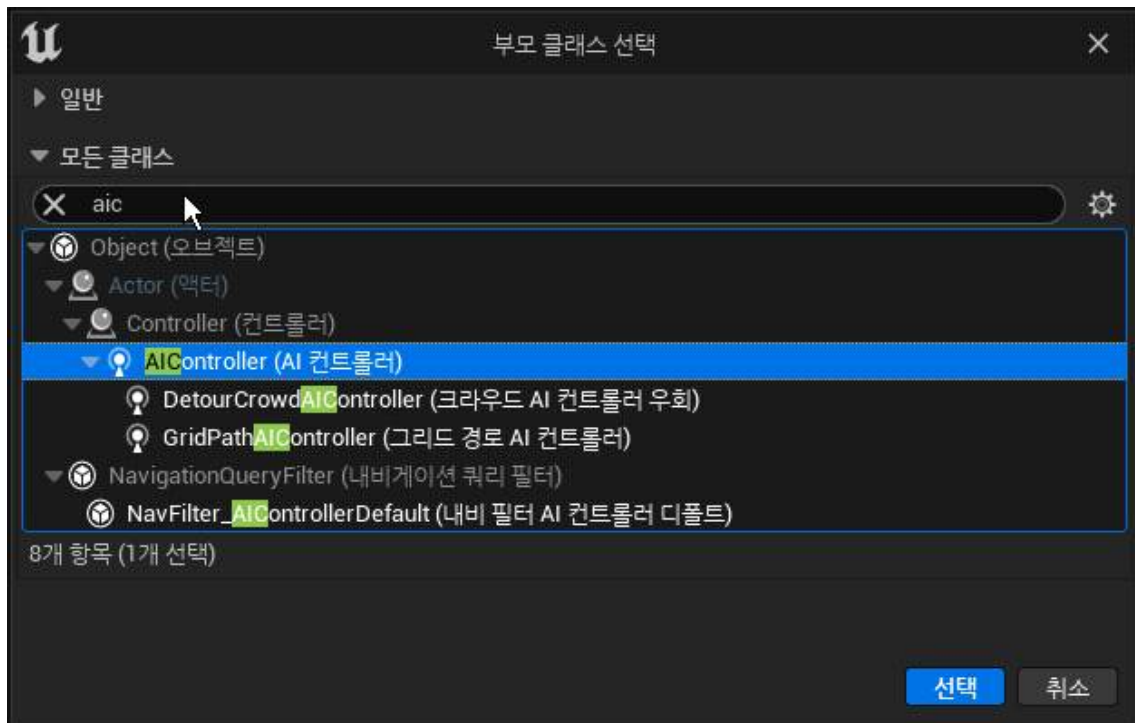 부모 클래스 선택
일반
모든 클래스
aic
Object (오브젝트)
Actor (액터)
Controller (컨트롤러)
AIController (AI 컨트롤러)
DetourCrowdAIController (크라우드 AI 컨트롤러 우회)
GridPathAIController (그리드 경로 AI 컨트롤러)
NavigationQueryFilter (내비게이션 쿼리 필터)
NavFilter_AIControllerDefault (내비 필터 AI 컨트롤러 디폴트)
8개 항목 (1개 선택)
선택 취소